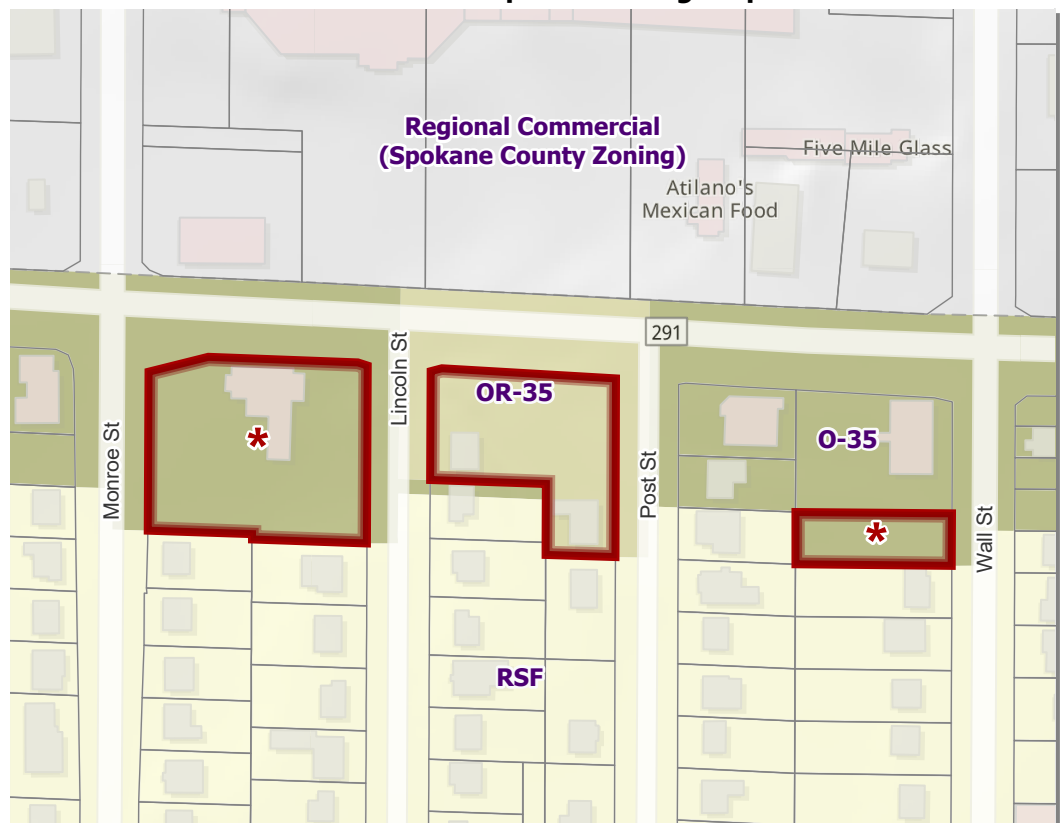 Regional Commercial
(Spokane County Zoning)
Five Mile Glass
Atilano's
Mexican Food
291
Lincoln St
OR-35
Monroe St
*
O-35
Post St
*
Wall St
RSF